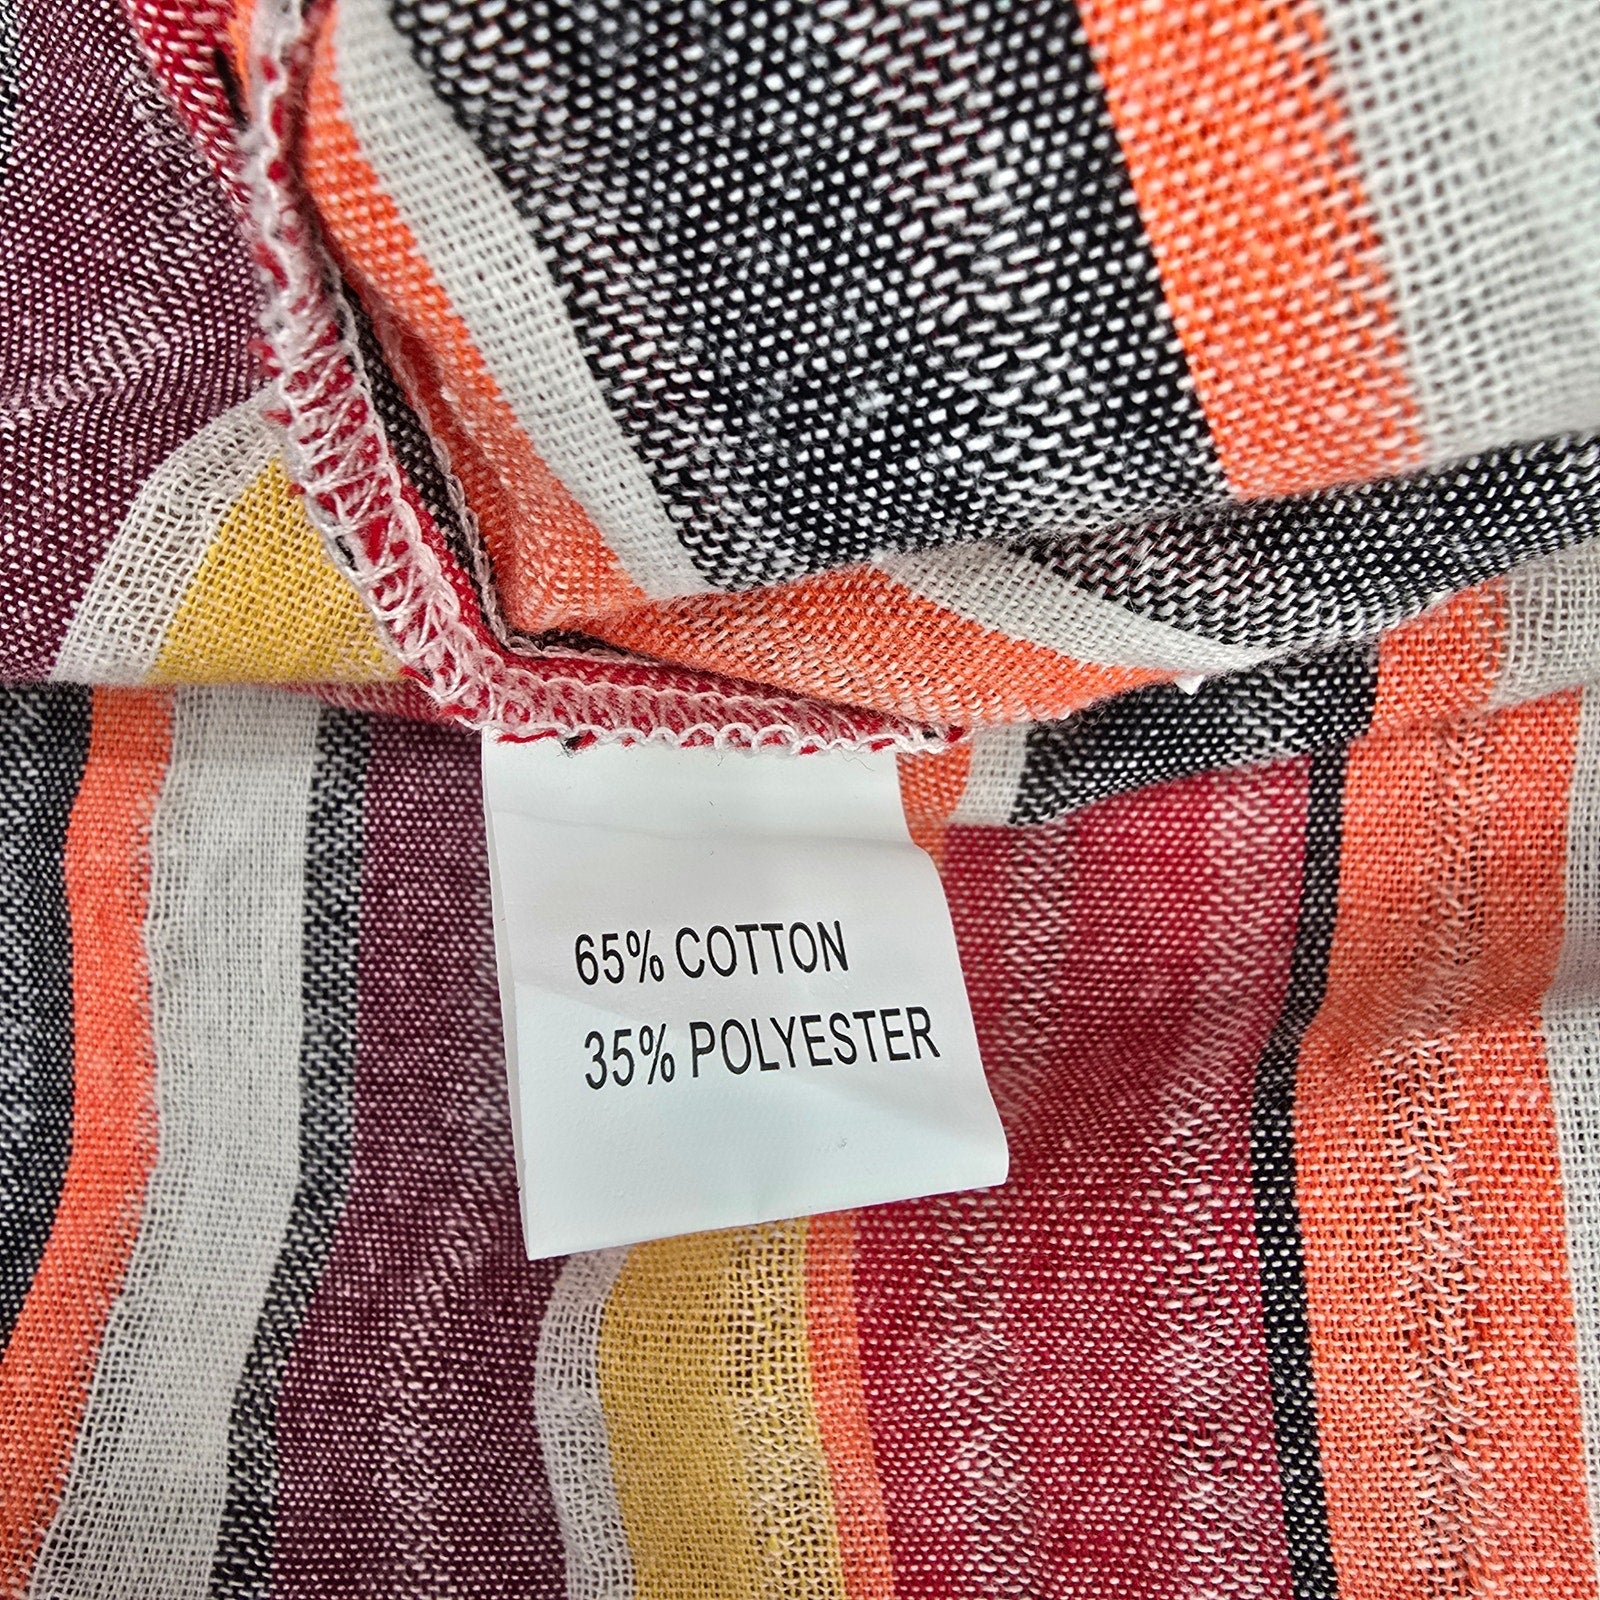 65% COTTON
35% POLYESTER